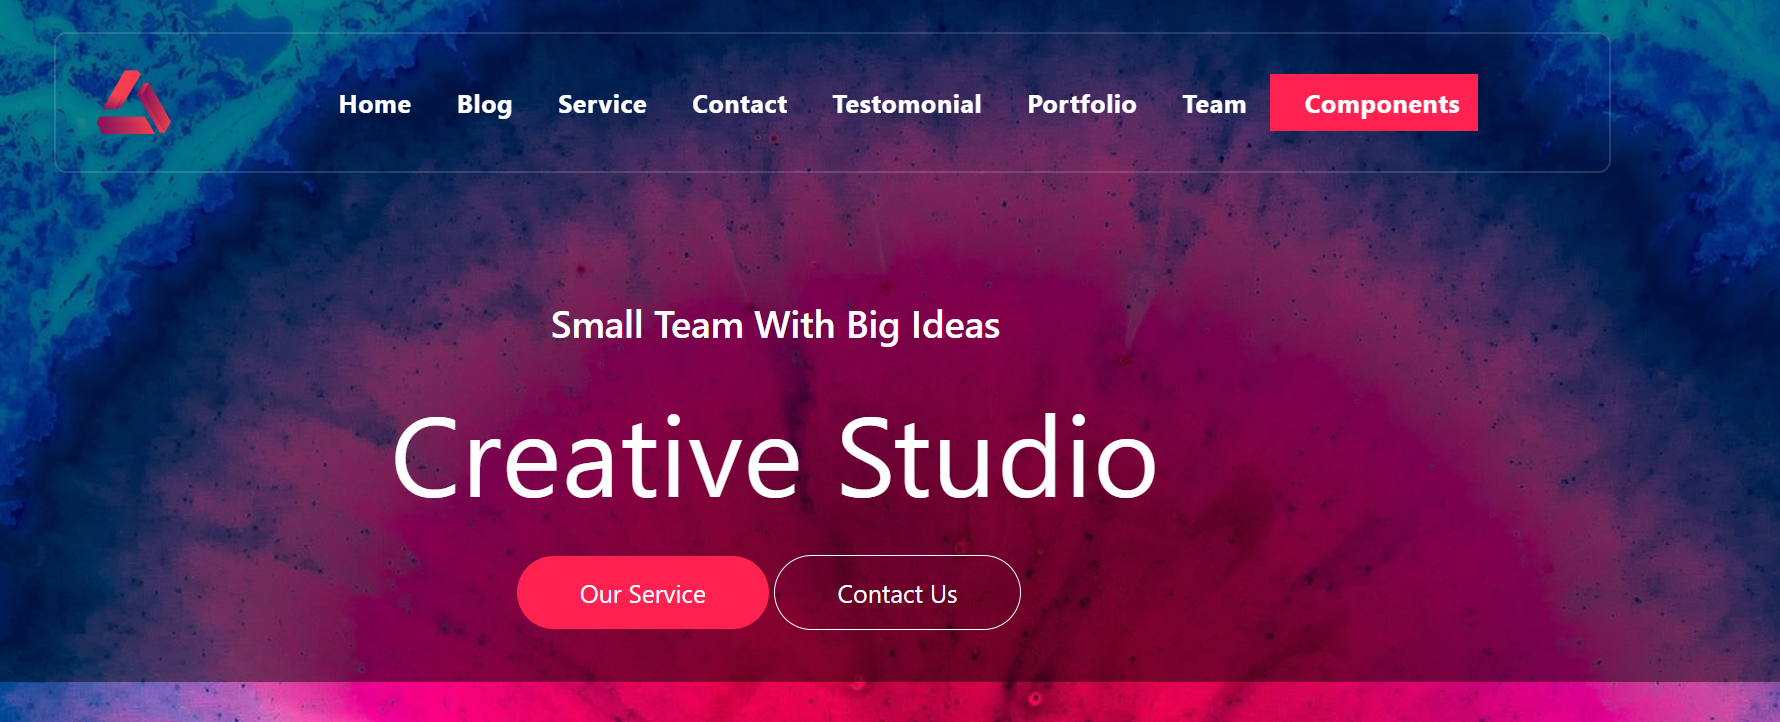 Home Blog Service Contact Testomonial Portfolio Team Components
Small Team With Big Ideas
Creative Studio
Our Service Contact Us